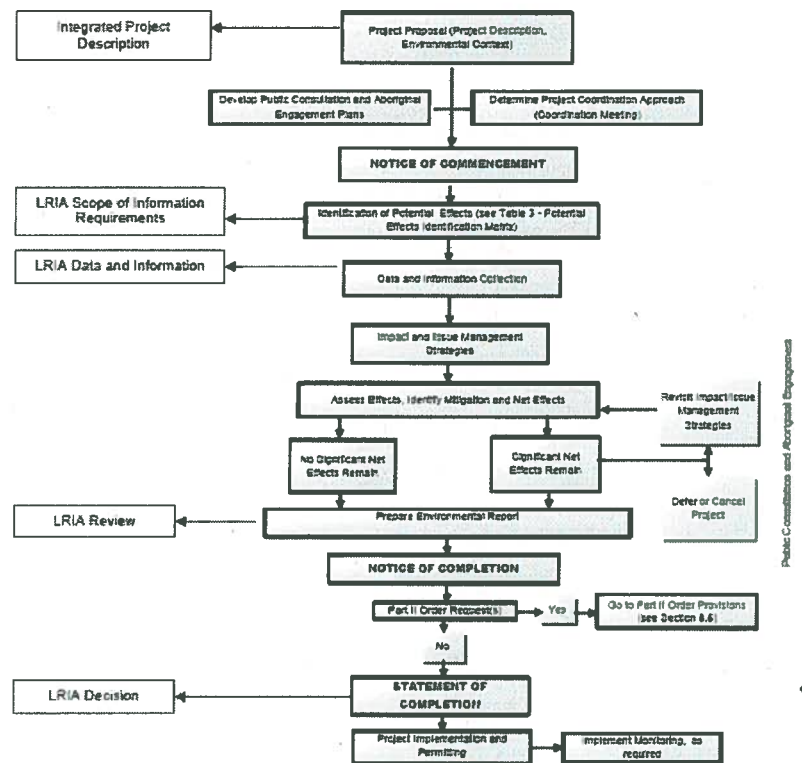 Integrated Project
Description
Project Proposal (Project Description,
Environmental Context)
Develop Public Consultation and Aboriginal
Engagement Plans
Determine Project Coordination Approach
(Coordination Meeting)
NOTICE OF COMMENCEMENT
LRIA Scope of Information
Requirements
Identification of Potential Effects (see Table 3 - Potential
Effects Identification Matrix)
LRIA Data and Information
Data and Information Collection
Impact and Issue Management
Strategies
Assess Effects, Identify Mitigation and Net Effects
Revisit Impact/Issue
Management
Strategies
No Significant Net
Effects Remain
Significant Net
Effects Remain
Defer or Cancel
Project
Public Consultation and Aboriginal Engagement
LRIA Review
Prepare Environmental Report
NOTICE OF COMPLETION
Part II Order Request(s)
Yes
Go to Part II Order Provisions
(see Section 8.6)
No
LRIA Decision
STATEMENT OF
COMPLETION
Project Implementation and
Permitting
Implement Monitoring, as
required